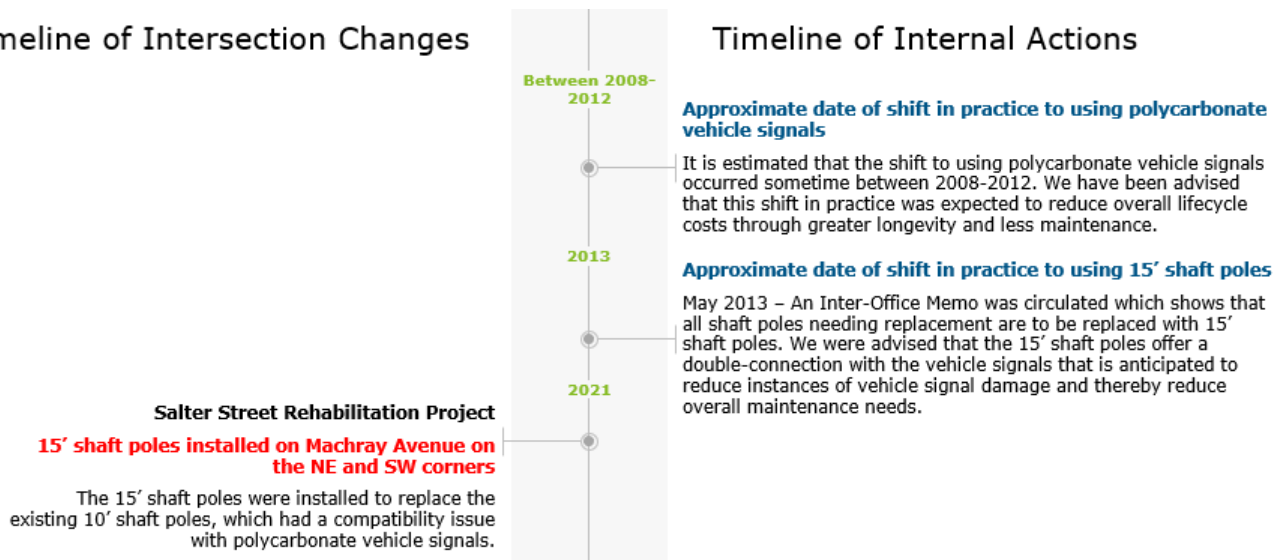 meline of Intersection Changes
Timeline of Internal Actions
Between 2008-
2012
Approximate date of shift in practice to using polycarbonate
vehicle signals
It is estimated that the shift to using polycarbonate vehicle signals
occurred sometime between 2008-2012. We have been advised
that this shift in practice was expected to reduce overall lifecycle
costs through greater longevity and less maintenance.
2013
Approximate date of shift in practice to using 15′ shaft poles
May 2013 – An Inter-Office Memo was circulated which shows that
all shaft poles needing replacement are to be replaced with 15′
shaft poles. We were advised that the 15′ shaft poles offer a
double-connection with the vehicle signals that is anticipated to
reduce instances of vehicle signal damage and thereby reduce
overall maintenance needs.
2021
Salter Street Rehabilitation Project
15′ shaft poles installed on Machray Avenue on
the NE and SW corners
The 15′ shaft poles were installed to replace the
existing 10′ shaft poles, which had a compatibility issue
with polycarbonate vehicle signals.